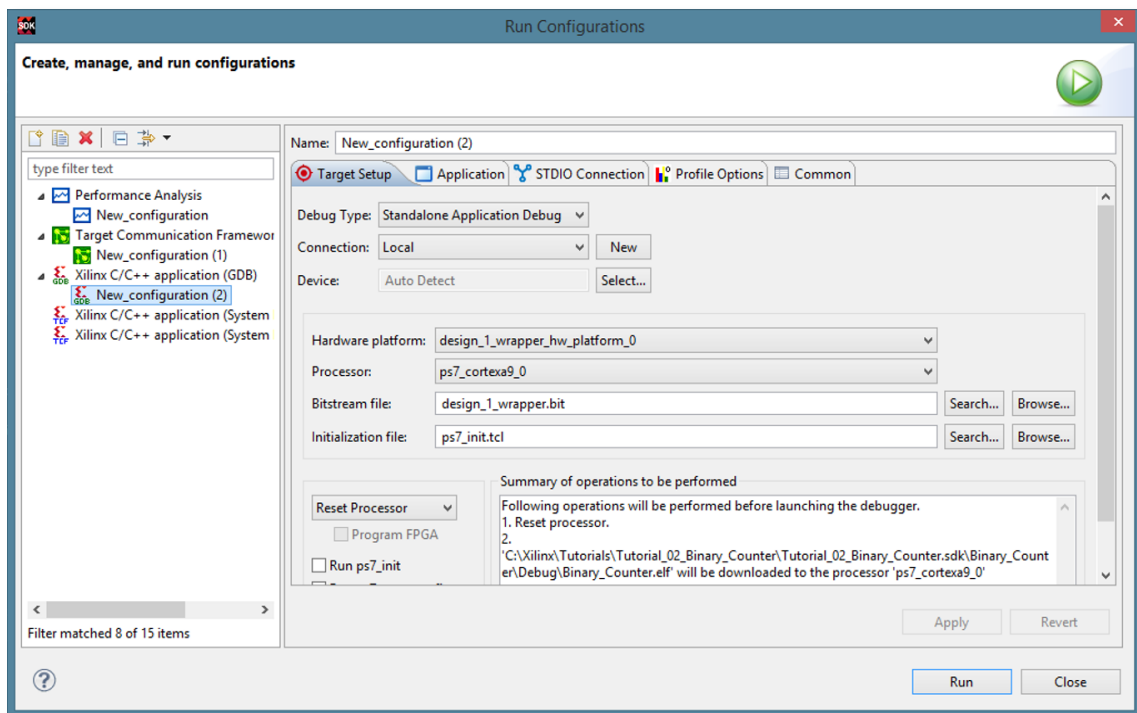 SDK
Run Configurations
Create, manage, and run configurations
type filter text
Performance Analysis
New_configuration
Target Communication Framewor
New_configuration (1)
Xilinx C/C++ application (GDB)
GDB New_configuration (2)
TCF Xilinx C/C++ application (System
TCF Xilinx C/C++ application (System
Filter matched 8 of 15 items
Name: New_configuration (2)
Target Setup Application STDIO Connection Profile Options Common
Debug Type: Standalone Application Debug
Connection: Local New
Device: Auto Detect Select...
Hardware platform: design_1_wrapper_hw_platform_0
Processor: ps7_cortexa9_0
Bitstream file: design_1_wrapper.bit Search... Browse...
Initialization file: ps7_init.tcl Search... Browse...
Reset Processor
Program FPGA
Run ps7_init
Summary of operations to be performed
Following operations will be performed before launching the debugger.
1. Reset processor.
2.
'C:\Xilinx\Tutorials\Tutorial_02_Binary_Counter\Tutorial_02_Binary_Counter.sdk\Binary_Count
er\Debug\Binary_Counter.elf' will be downloaded to the processor 'ps7_cortexa9_0'
Apply Revert
? Run Close